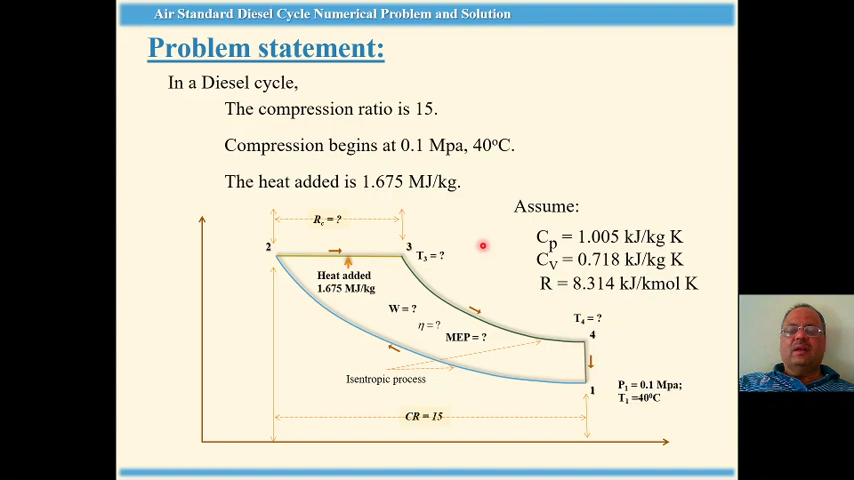 Air Standard Diesel Cycle Numerical Problem and Solution
Problem statement:
In a Diesel cycle,
The compression ratio is 15.
Compression begins at 0.1 Mpa, 40ºC.
The heat added is 1.675 MJ/kg.
Assume:
Cp = 1.005 kJ/kg K
CV = 0.718 kJ/kg K
R = 8.314 kJ/kmol K
Rc = ?
2
3
T3 = ?
Heat added
1.675 MJ/kg
W = ?
η = ?
MEP = ?
T4 = ?
4
Isentropic process
1
P1 = 0.1 Mpa;
T1 =40⁰C
CR = 15